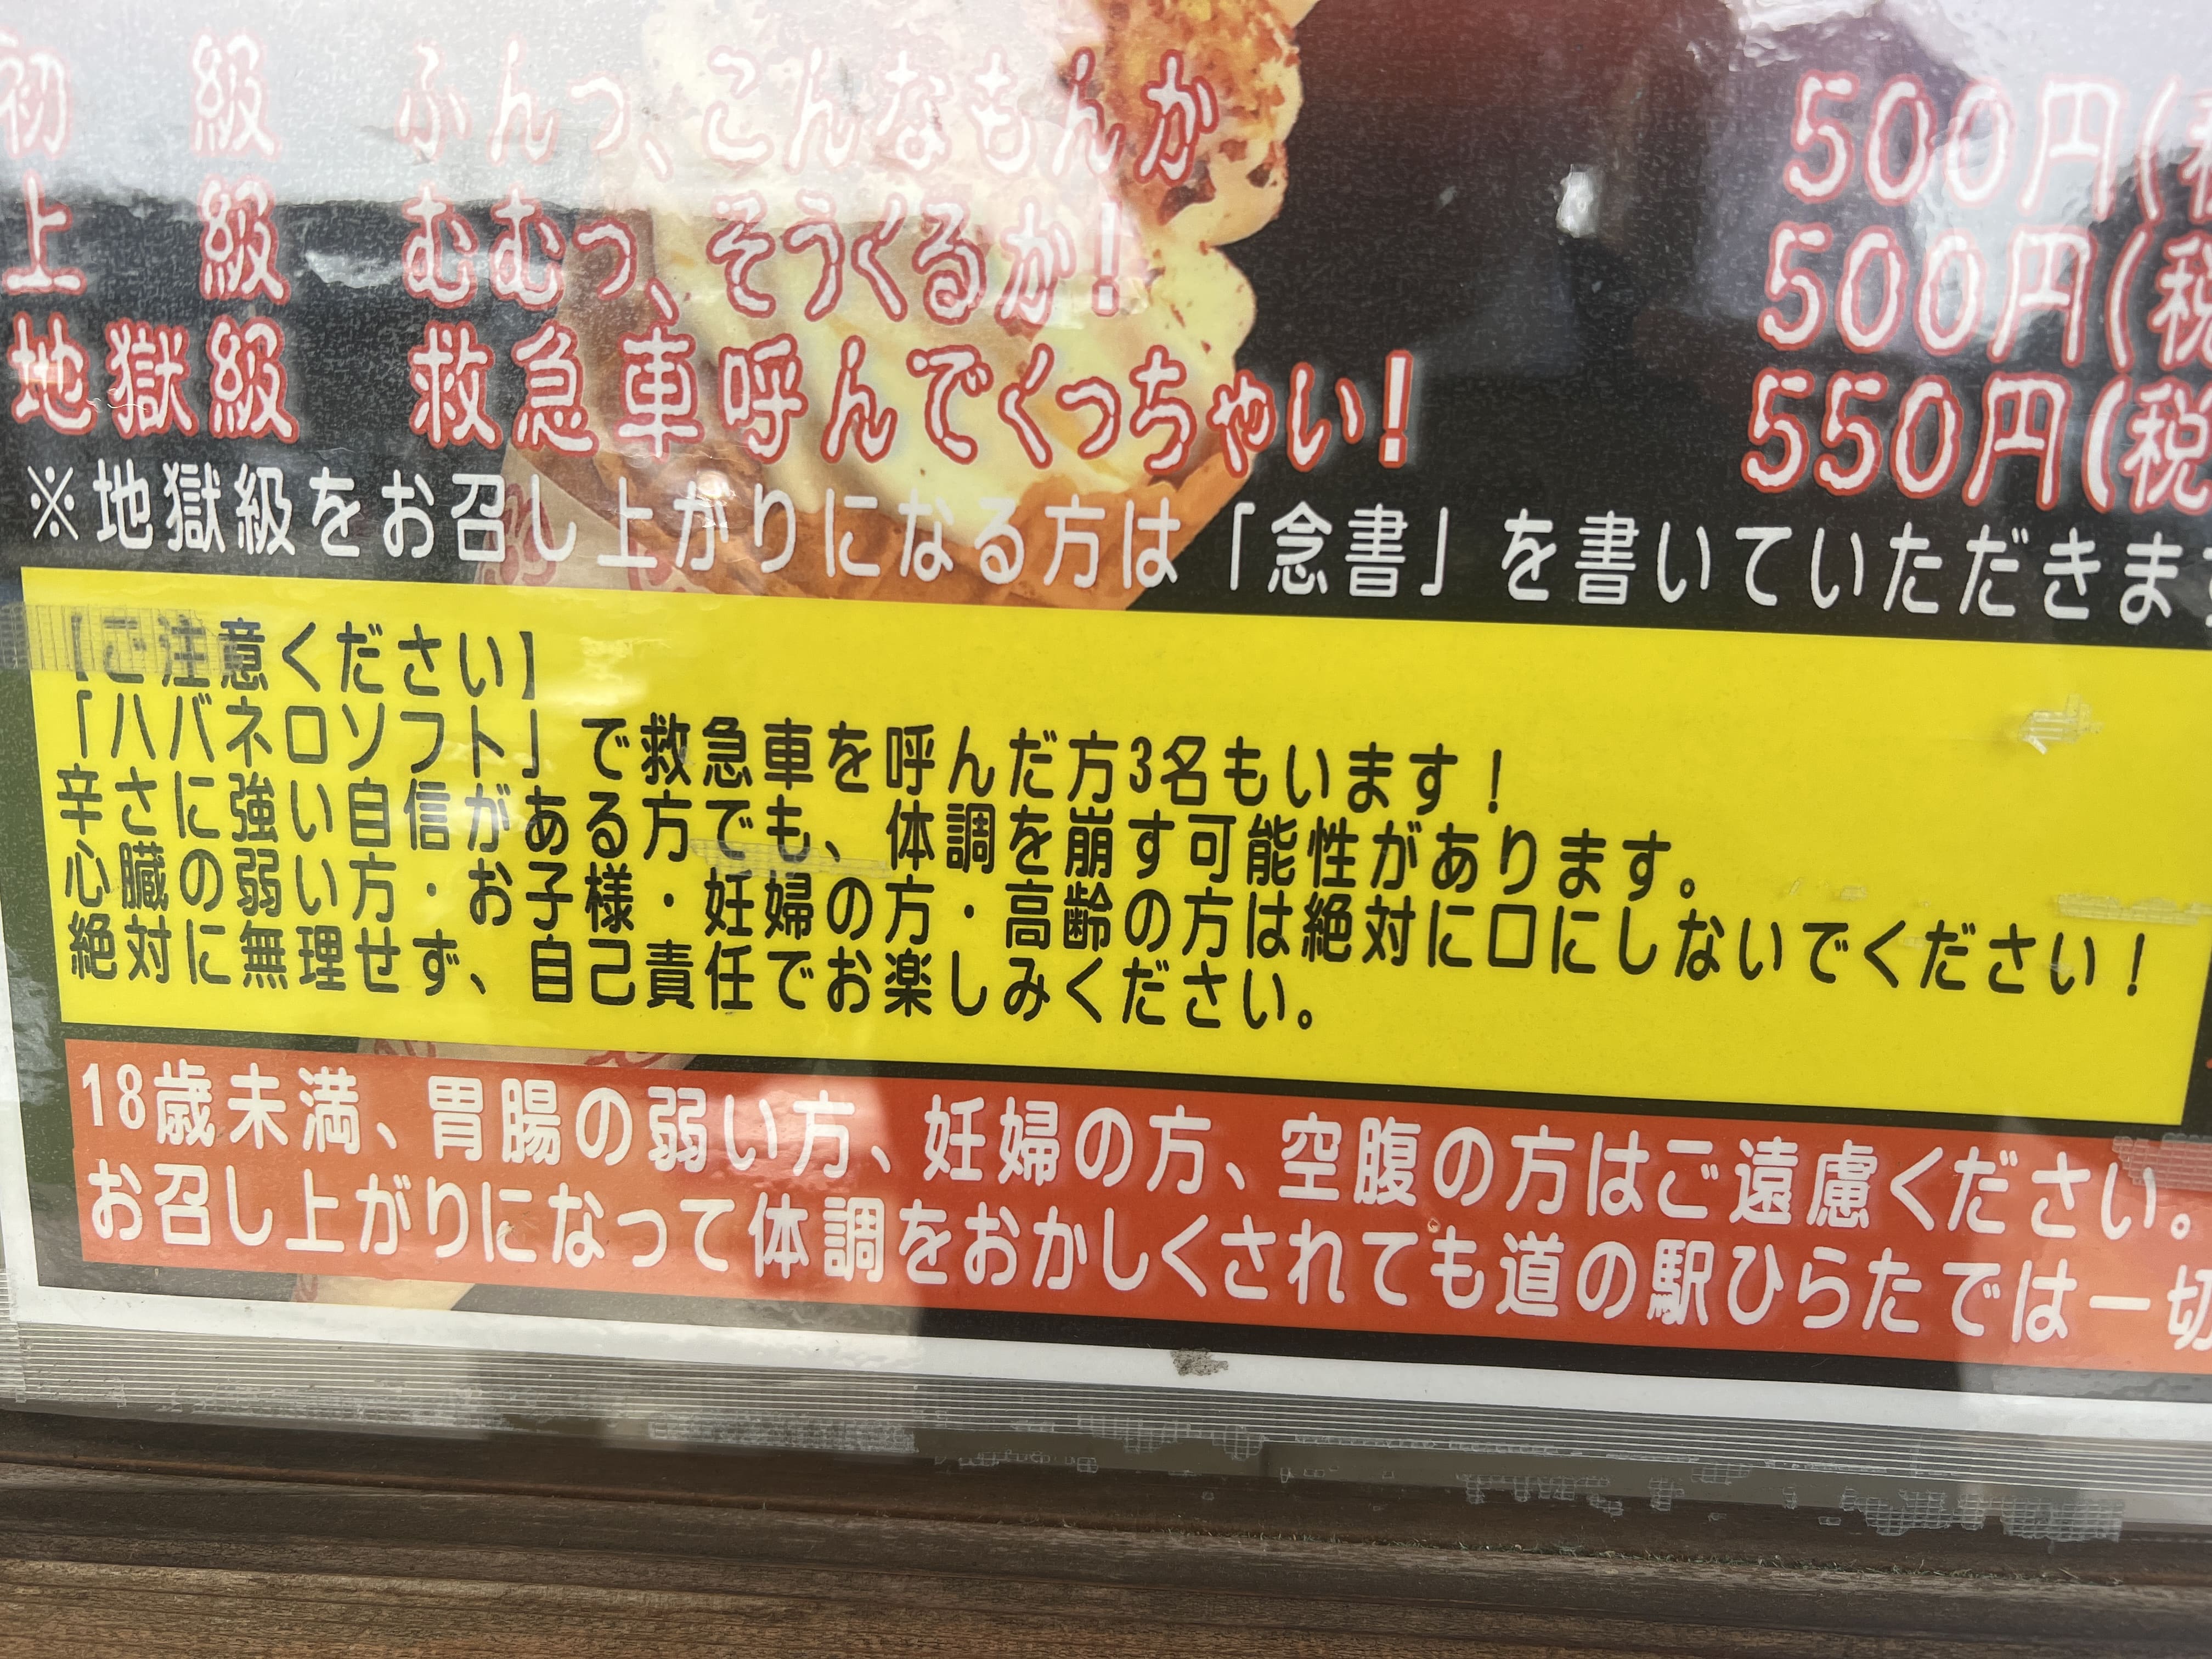 初級 ふんっ、こんなもんか 500円(税
上級 むむっ、そうくるか! 500円(税
地獄級 救急車呼んでくっちゃい! 550円(税
※地獄級をお召し上がりになる方は「念書」を書いていただきま
【ご注意ください】
「ハバネロソフト」で救急車を呼んだ方3名もいます!
辛さに強い自信がある方でも、体調を崩す可能性があります。
心臓の弱い方・お子様・妊婦の方・高齢の方は絶対に口にしないでください!
絶対に無理せず、自己責任でお楽しみください。
18歳未満、胃腸の弱い方、妊婦の方、空腹の方はご遠慮ください。
お召し上がりになって体調をおかしくされても道の駅ひらたでは一切